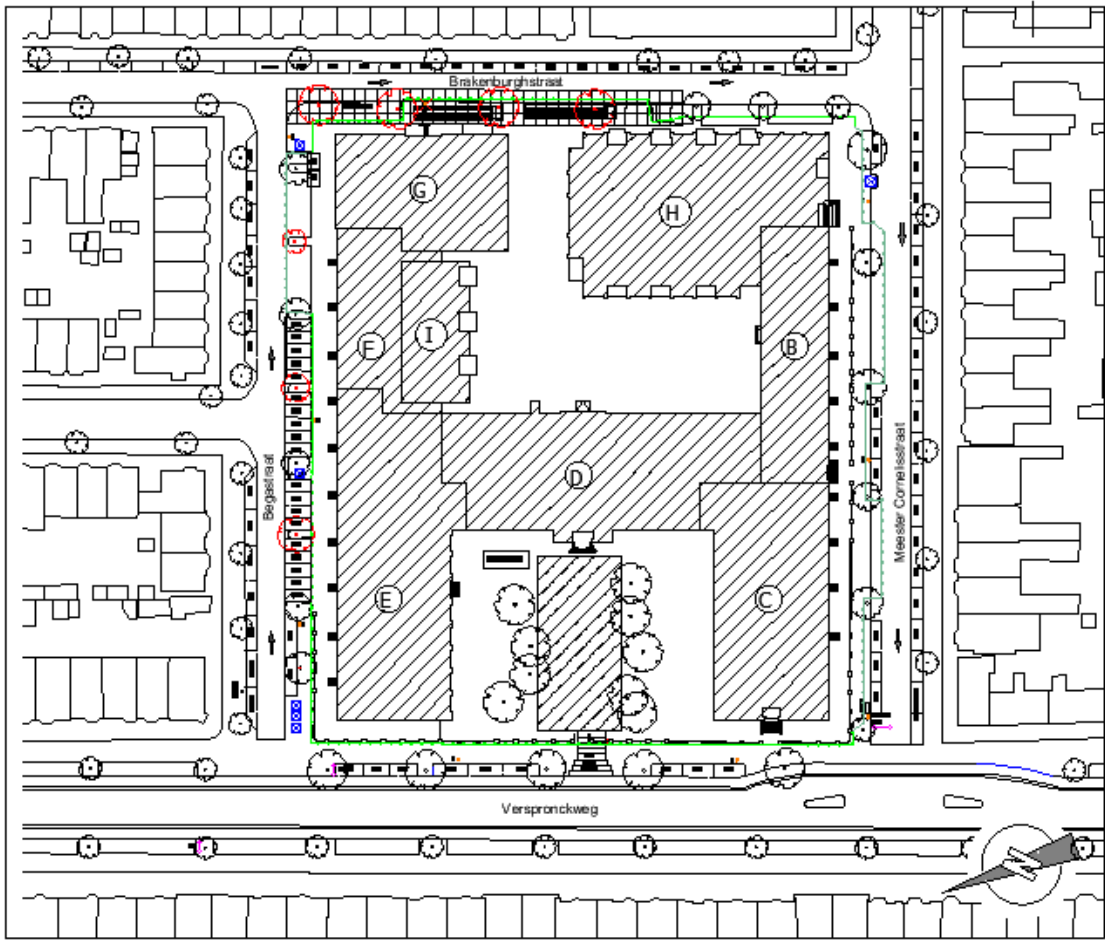 Brakenburghstraat
G
H
I
F
B
Begastraat
D
Meester Cornelisstraat
E
C
Verspronckweg
N